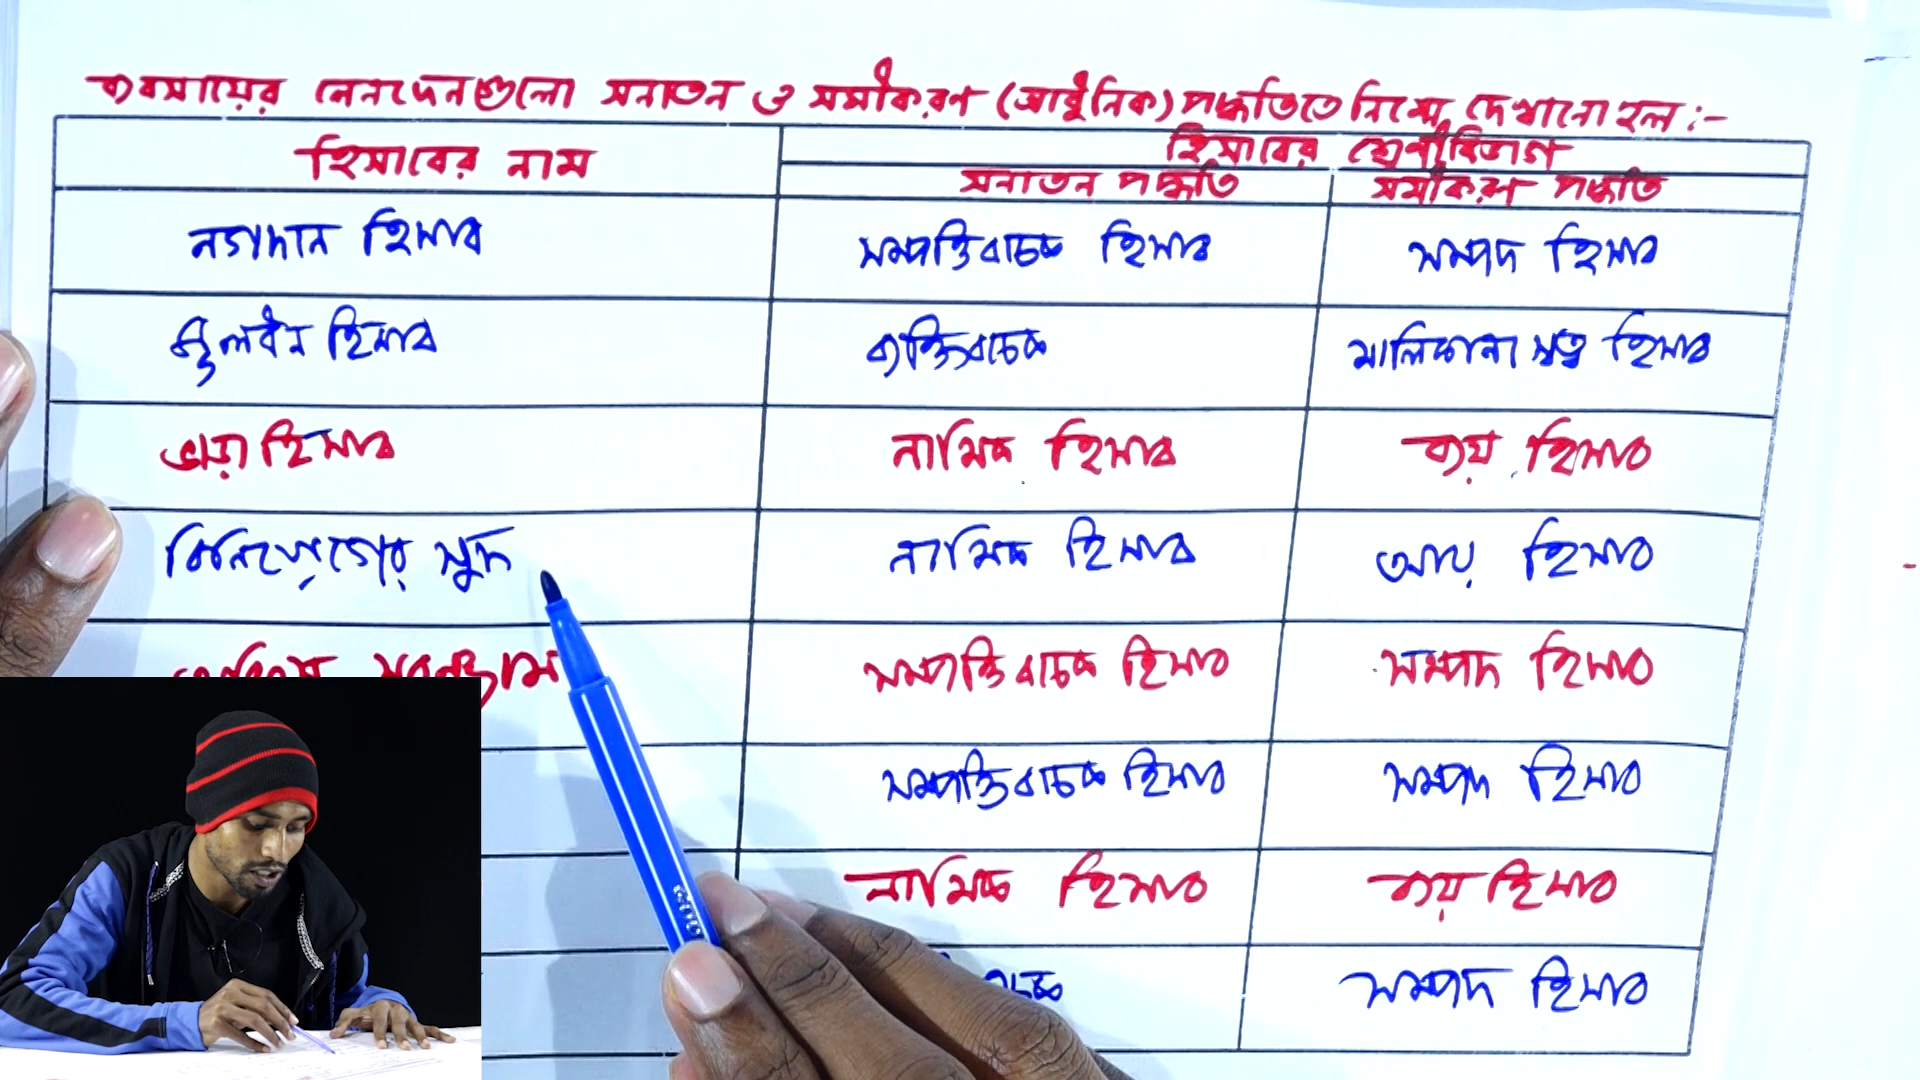 ব্যবসায়ের লেনদেনগুলো সনাতন ও সমীকরণ (আধুনিক) পদ্ধতিতে নিম্মে দেখানো হল :-
হিসাবের নাম
হিসাবের শ্রেণীবিভাগ
সনাতন পদ্ধতি সমীকরণ পদ্ধতি
নগদান হিসাব সম্পত্তিবাচক হিসাব সম্পদ হিসাব
মূলধন হিসাব ব্যক্তিবাচক মালিকানা স্বত্ব হিসাব
ভাড়া হিসাব নামিক হিসাব ব্যয় হিসাব
বিনিয়োগের সুদ নামিক হিসাব আয় হিসাব
সম্পত্তিবাচক হিসাব সম্পদ হিসাব
সম্পত্তিবাচক হিসাব সম্পদ হিসাব
নামিক হিসাব ব্যয় হিসাব
সম্পদ হিসাব